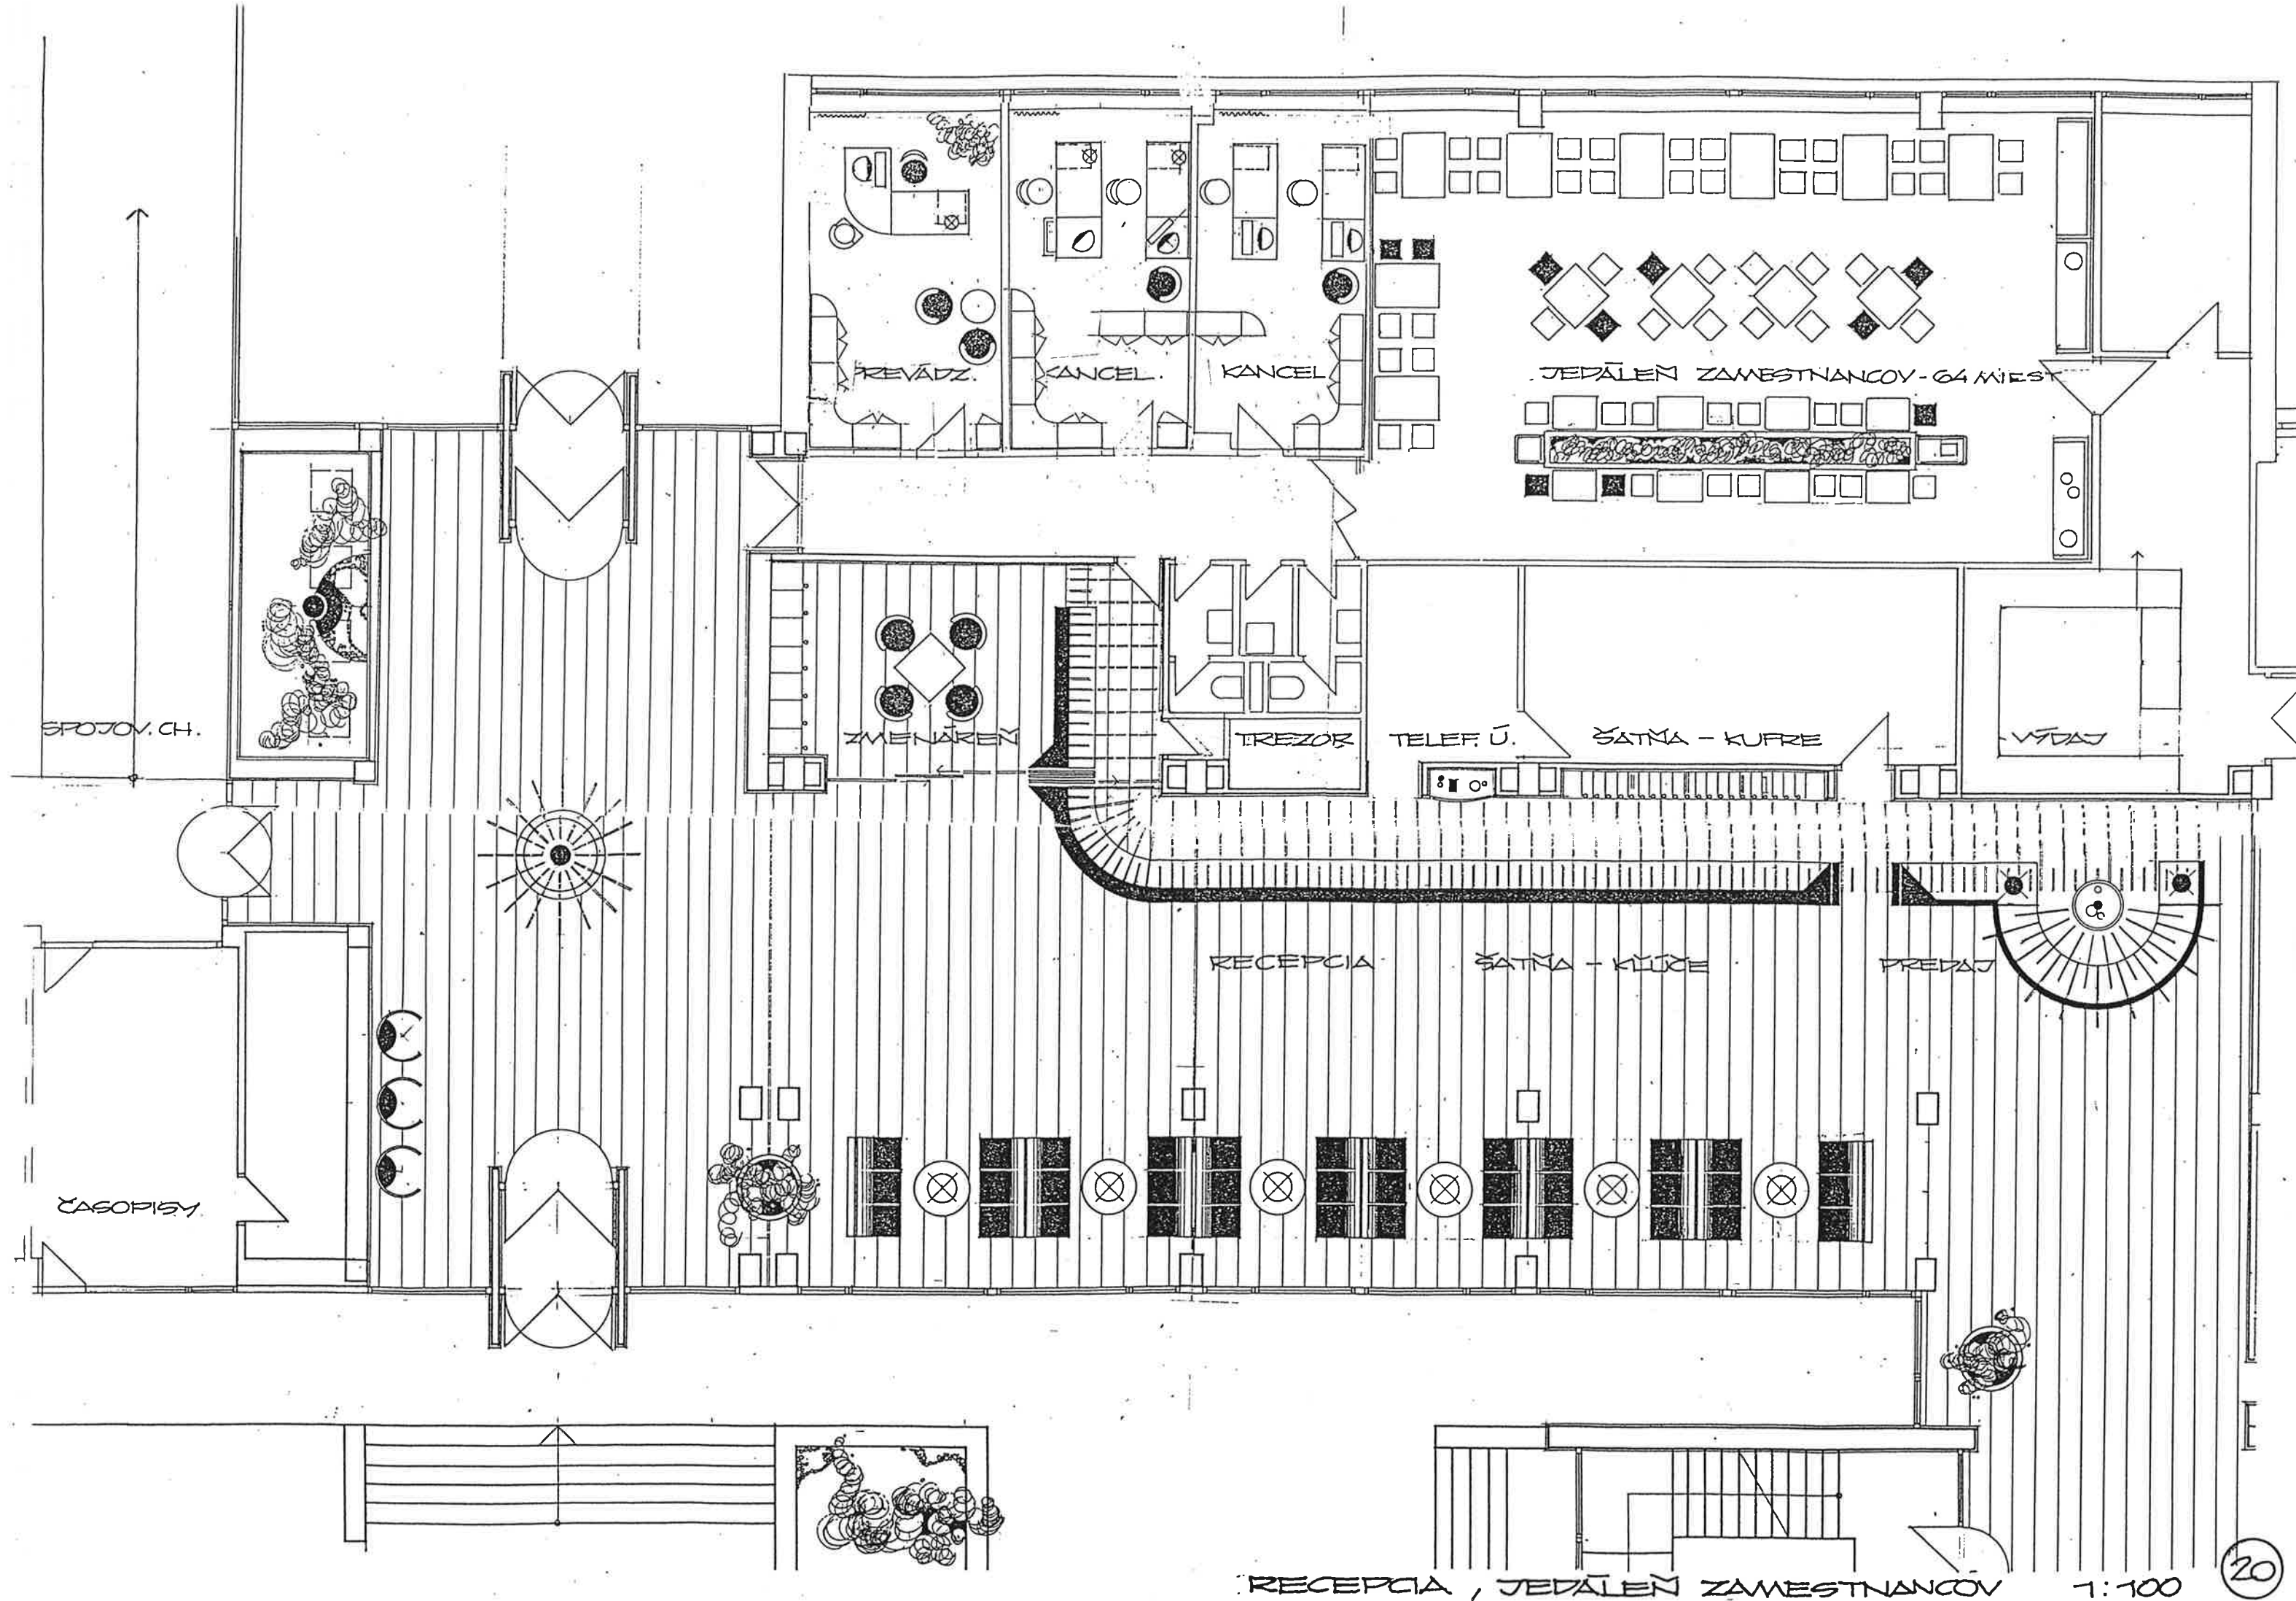 PREVÁDZ.
KANCEL.
KANCEL.
JEDÁLEŇ ZAMESTNANCOV - 64 MIEST
SPOJOV. CH.
ZMENÁREŇ
TREZOR
TELEF. Ú.
ŠATŇA - KUFRE
VÝDAJ
RECEPCIA
ŠATŇA - KĽÚČE
PREDAJ
ČASOPISY
RECEPCIA, JEDÁLEŇ ZAMESTNANCOV 1:100 20